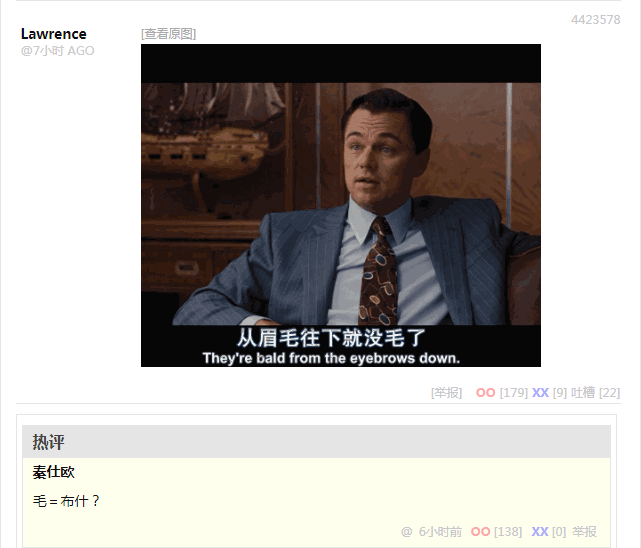 4423578
Lawrence
@7小时 AGO
[查看原图]
从眉毛往下就没毛了
They're bald from the eyebrows down.
[举报] OO [179] XX [9] 吐槽 [22]
热评
秦仕欧
毛＝布什？
@ 6小时前 OO [138] XX [0] 举报